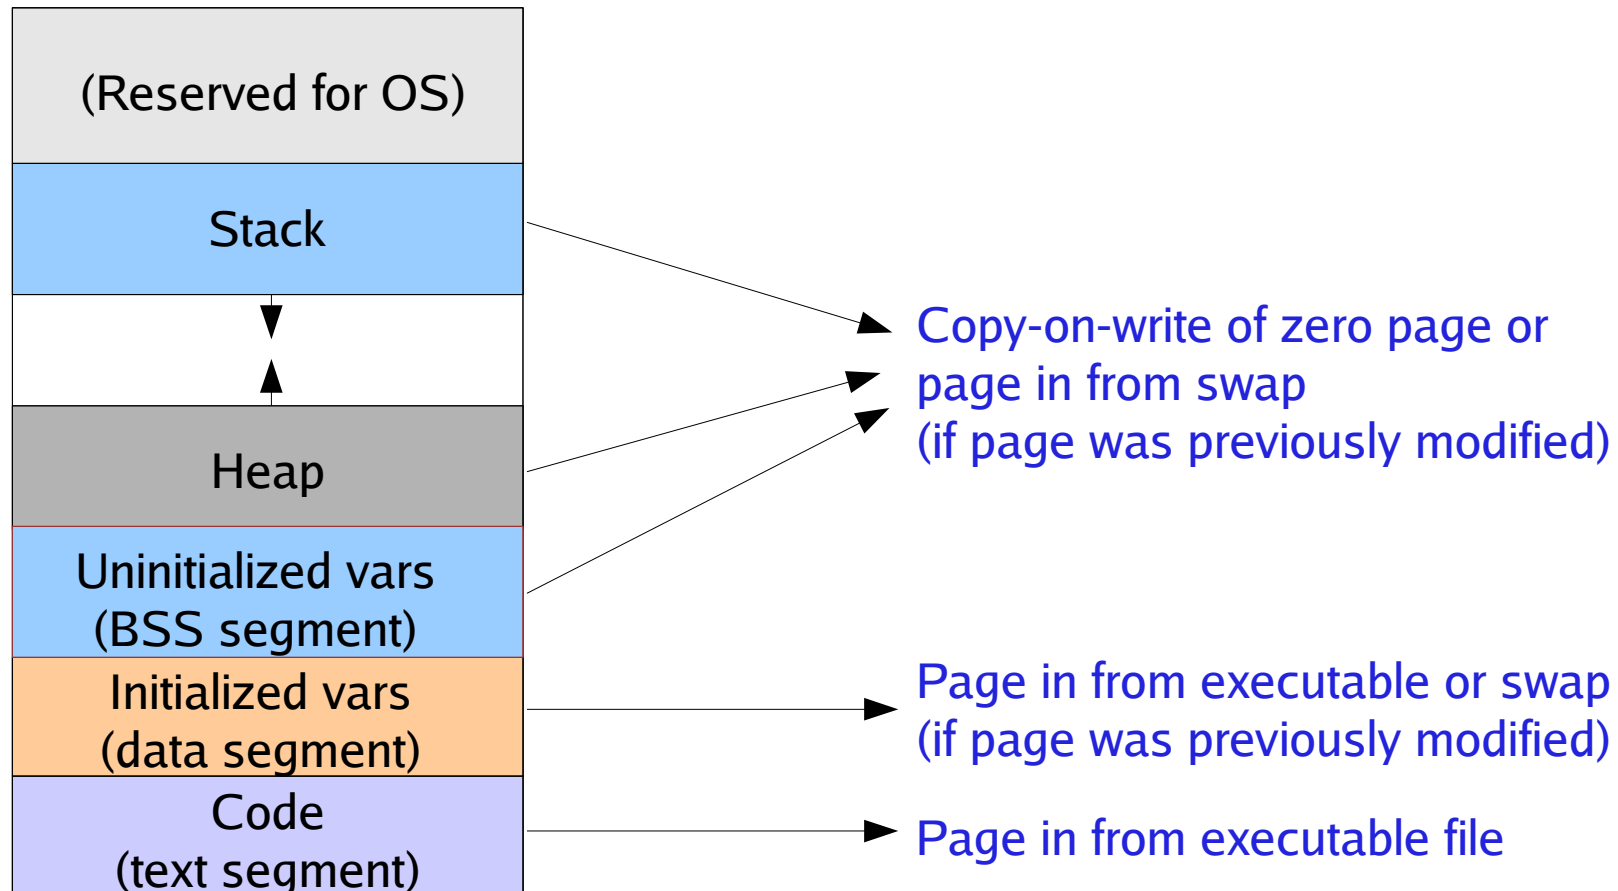 (Reserved for OS)
Stack
Copy-on-write of zero page or
page in from swap
(if page was previously modified)
Heap
Uninitialized vars
(BSS segment)
Initialized vars
(data segment)
Page in from executable or swap
(if page was previously modified)
Code
(text segment)
Page in from executable file